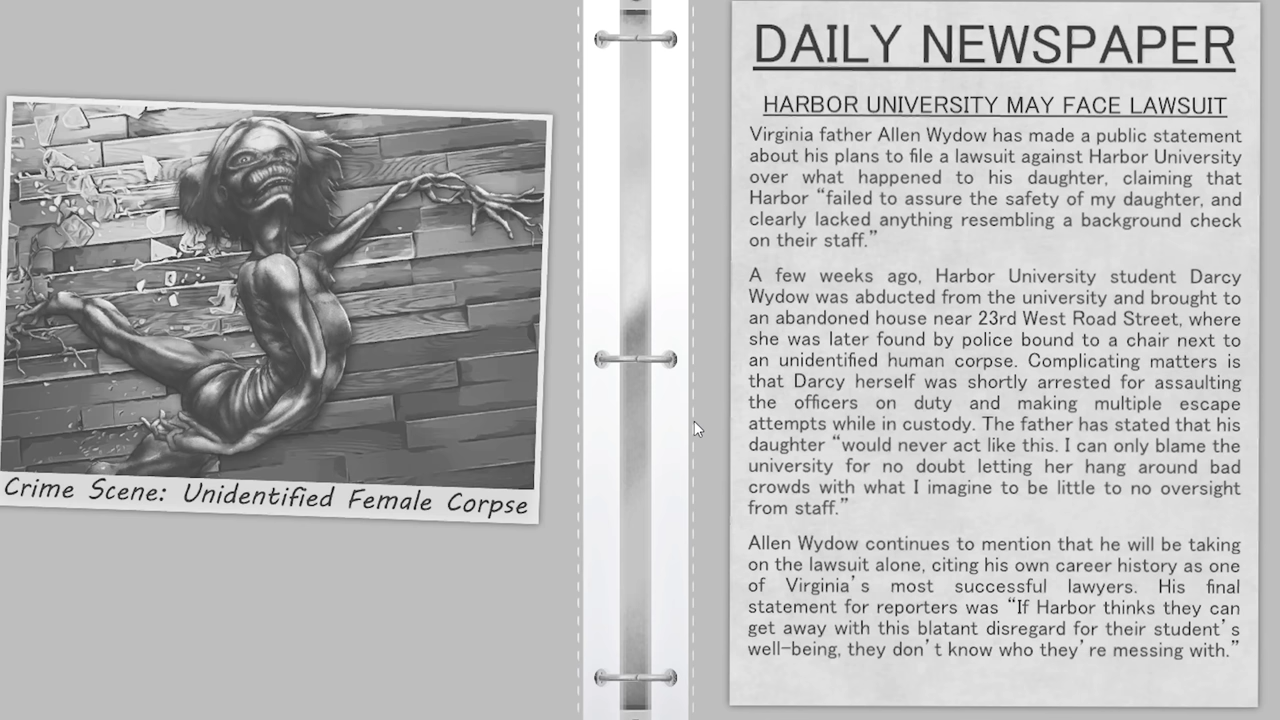 Crime Scene: Unidentified Female Corpse
DAILY NEWSPAPER
HARBOR UNIVERSITY MAY FACE LAWSUIT
Virginia father Allen Wydow has made a public statement
about his plans to file a lawsuit against Harbor University
over what happened to his daughter, claiming that
Harbor “failed to assure the safety of my daughter, and
clearly lacked anything resembling a background check
on their staff.”
A few weeks ago, Harbor University student Darcy
Wydow was abducted from the university and brought to
an abandoned house near 23rd West Road Street, where
she was later found by police bound to a chair next to
an unidentified human corpse. Complicating matters is
that Darcy herself was shortly arrested for assaulting
the officers on duty and making multiple escape
attempts while in custody. The father has stated that his
daughter “would never act like this. I can only blame the
university for no doubt letting her hang around bad
crowds with what I imagine to be little to no oversight
from staff.”
Allen Wydow continues to mention that he will be taking
on the lawsuit alone, citing his own career history as one
of Virginia’s most successful lawyers. His final
statement for reporters was “If Harbor thinks they can
get away with this blatant disregard for their student’s
well-being, they don’t know who they’re messing with.”